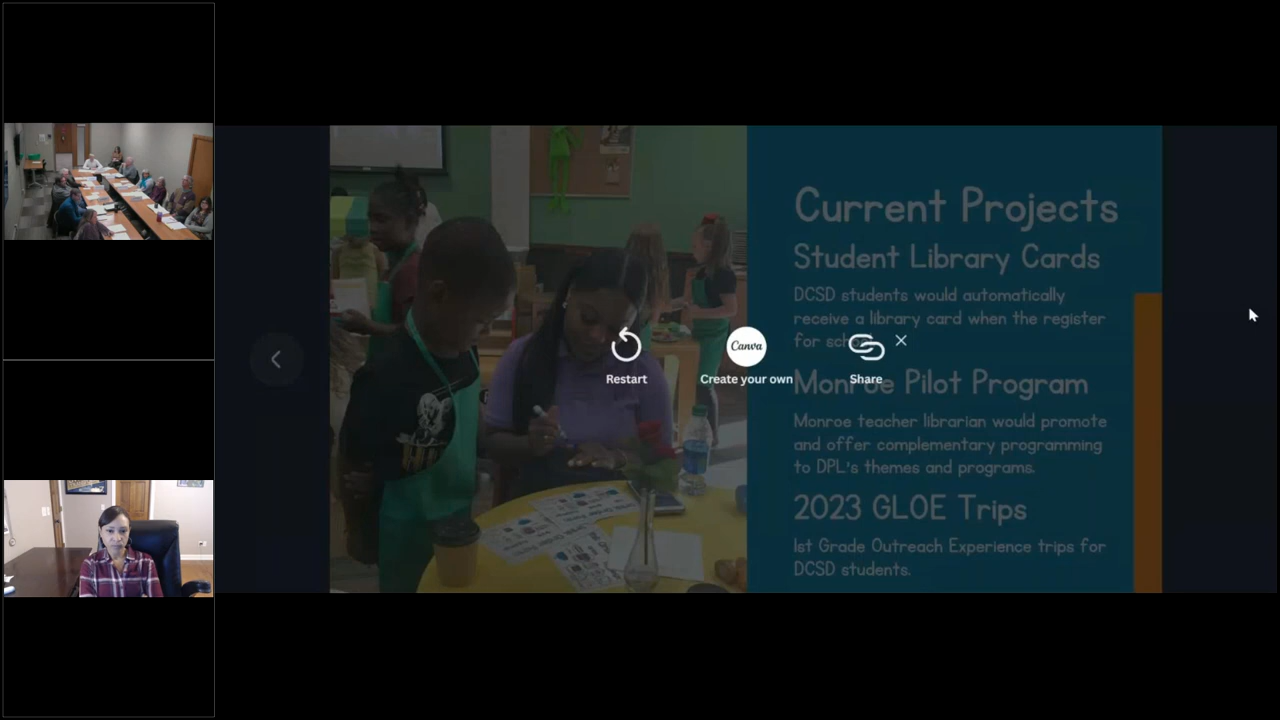 Current Projects
Student Library Cards
DCSD students would automatically
receive a library card when the register
for
Monroe Pilot Program
Monroe teacher librarian would promote
and offer complementary programming
to DPL's themes and programs.
2023 GLOE Trips
1st Grade Outreach Experience trips for
DCSD students.
Restart
Canva
Create your own
Share